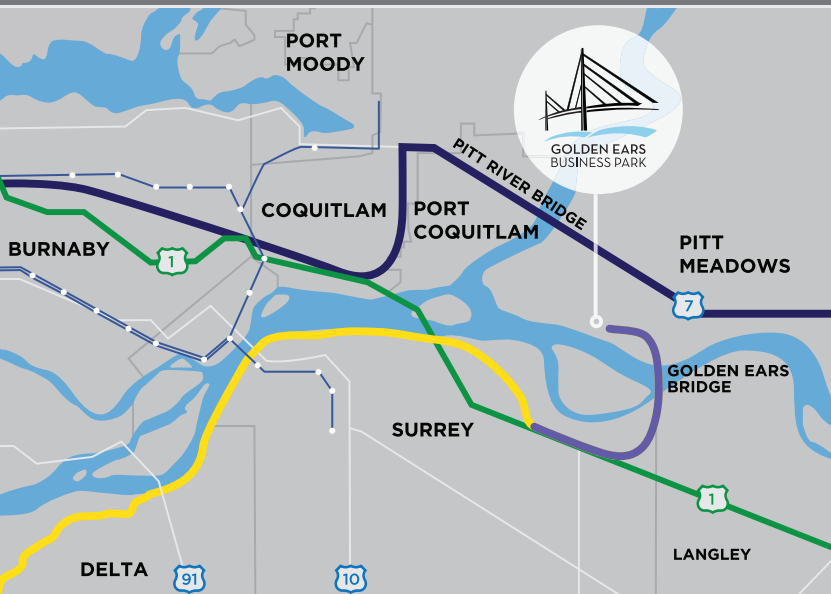 PORT
MOODY
GOLDEN EARS
BUSINESS PARK
PITT RIVER BRIDGE
COQUITLAM
PORT
COQUITLAM
BURNABY
1
PITT
MEADOWS
7
GOLDEN EARS
BRIDGE
SURREY
1
LANGLEY
DELTA
91
10